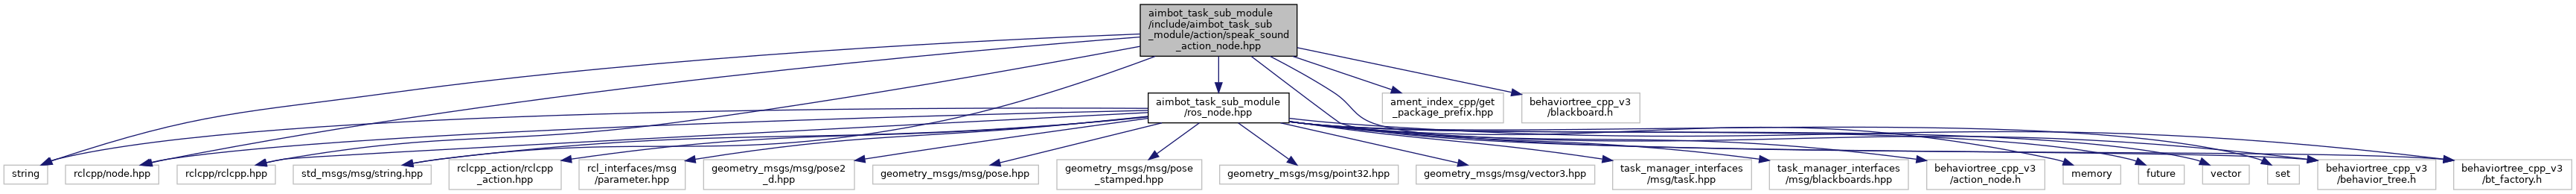 aimbot_task_sub_module
/include/aimbot_task_sub
_module/action/speak_sound
_action_node.hpp
aimbot_task_sub_module
/ros_node.hpp
ament_index_cpp/get
_package_prefix.hpp
behaviortree_cpp_v3
/blackboard.h
string
rclcpp/node.hpp
rclcpp/rclcpp.hpp
std_msgs/msg/string.hpp
rclcpp_action/rclcpp
_action.hpp
rcl_interfaces/msg
/parameter.hpp
geometry_msgs/msg/pose2
_d.hpp
geometry_msgs/msg/pose.hpp
geometry_msgs/msg/pose
_stamped.hpp
geometry_msgs/msg/point32.hpp
geometry_msgs/msg/vector3.hpp
task_manager_interfaces
/msg/task.hpp
task_manager_interfaces
/msg/blackboards.hpp
behaviortree_cpp_v3
/action_node.h
memory
future
vector
set
behaviortree_cpp_v3
/behavior_tree.h
behaviortree_cpp_v3
/bt_factory.h